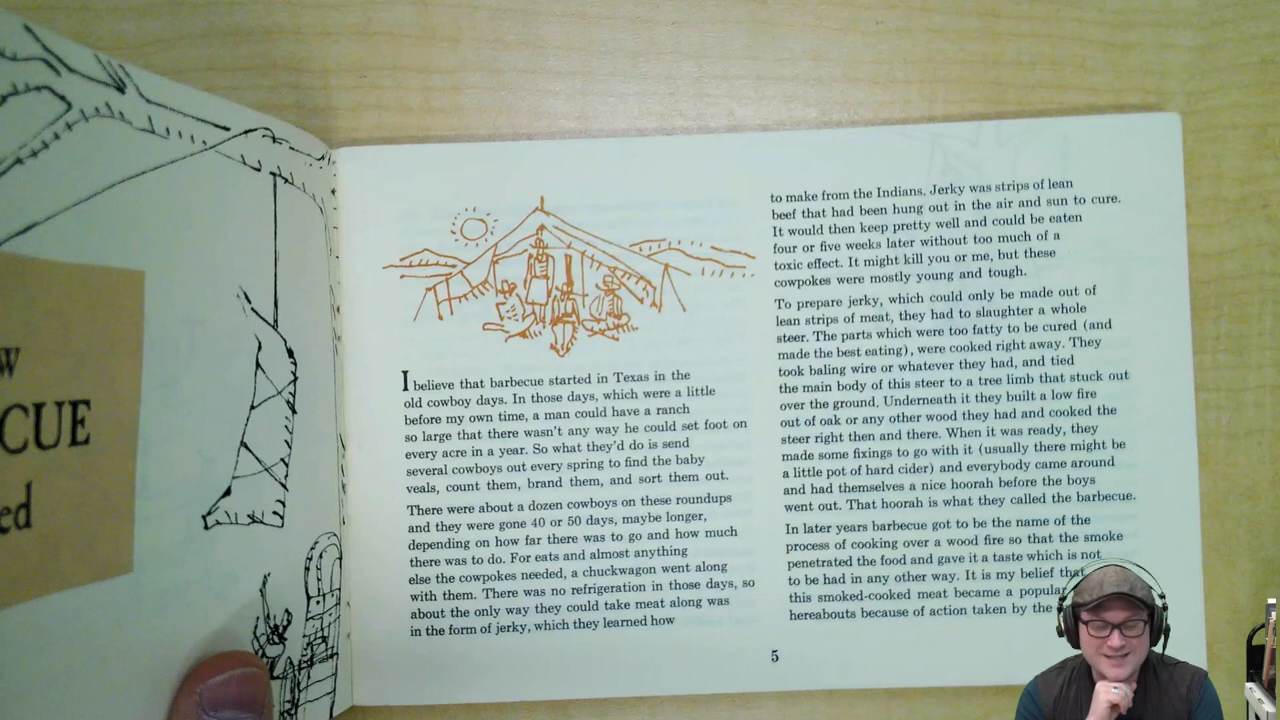 w
CUE
ed
I believe that barbecue started in Texas in the
old cowboy days. In those days, which were a little
before my own time, a man could have a ranch
so large that there wasn't any way he could set foot on
every acre in a year. So what they'd do is send
several cowboys out every spring to find the baby
veals, count them, brand them, and sort them out.
There were about a dozen cowboys on these roundups
and they were gone 40 or 50 days, maybe longer,
depending on how far there was to go and how much
there was to do. For eats and almost anything
else the cowpokes needed, a chuckwagon went along
with them. There was no refrigeration in those days, so
about the only way they could take meat along was
in the form of jerky, which they learned how
to make from the Indians. Jerky was strips of lean
beef that had been hung out in the air and sun to cure.
It would then keep pretty well and could be eaten
four or five weeks later without too much of a
toxic effect. It might kill you or me, but these
cowpokes were mostly young and tough.
To prepare jerky, which could only be made out of
lean strips of meat, they had to slaughter a whole
steer. The parts which were too fatty to be cured (and
made the best eating), were cooked right away. They
took baling wire or whatever they had, and tied
the main body of this steer to a tree limb that stuck out
over the ground. Underneath it they built a low fire
out of oak or any other wood they had and cooked the
steer right then and there. When it was ready, they
made some fixings to go with it (usually there might be
a little pot of hard cider) and everybody came around
and had themselves a nice hoorah before the boys
went out. That hoorah is what they called the barbecue.
In later years barbecue got to be the name of the
process of cooking over a wood fire so that the smoke
penetrated the food and gave it a taste which is not
to be had in any other way. It is my belief that
this smoked-cooked meat became a popular
hereabouts because of action taken by the
5